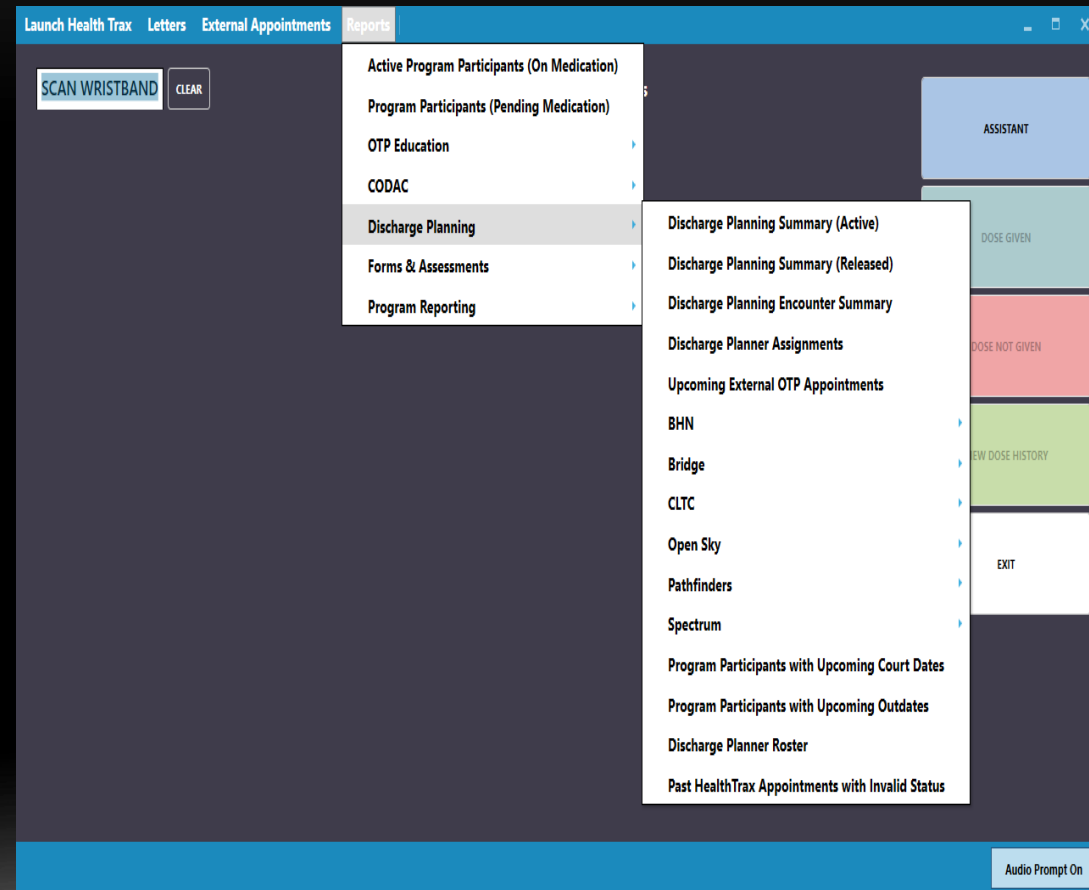 Launch Health Trax Letters External Appointments Reports
SCAN WRISTBAND CLEAR
Active Program Participants (On Medication)
Program Participants (Pending Medication)
OTP Education
CODAC
Discharge Planning
Forms & Assessments
Program Reporting
Discharge Planning Summary (Active)
Discharge Planning Summary (Released)
Discharge Planning Encounter Summary
Discharge Planner Assignments
Upcoming External OTP Appointments
BHN
Bridge
CLTC
Open Sky
Pathfinders
Spectrum
Program Participants with Upcoming Court Dates
Program Participants with Upcoming Outdates
Discharge Planner Roster
Past HealthTrax Appointments with Invalid Status
ASSISTANT
DOSE GIVEN
DOSE NOT GIVEN
DOSE HISTORY
EXIT
Audio Prompt On